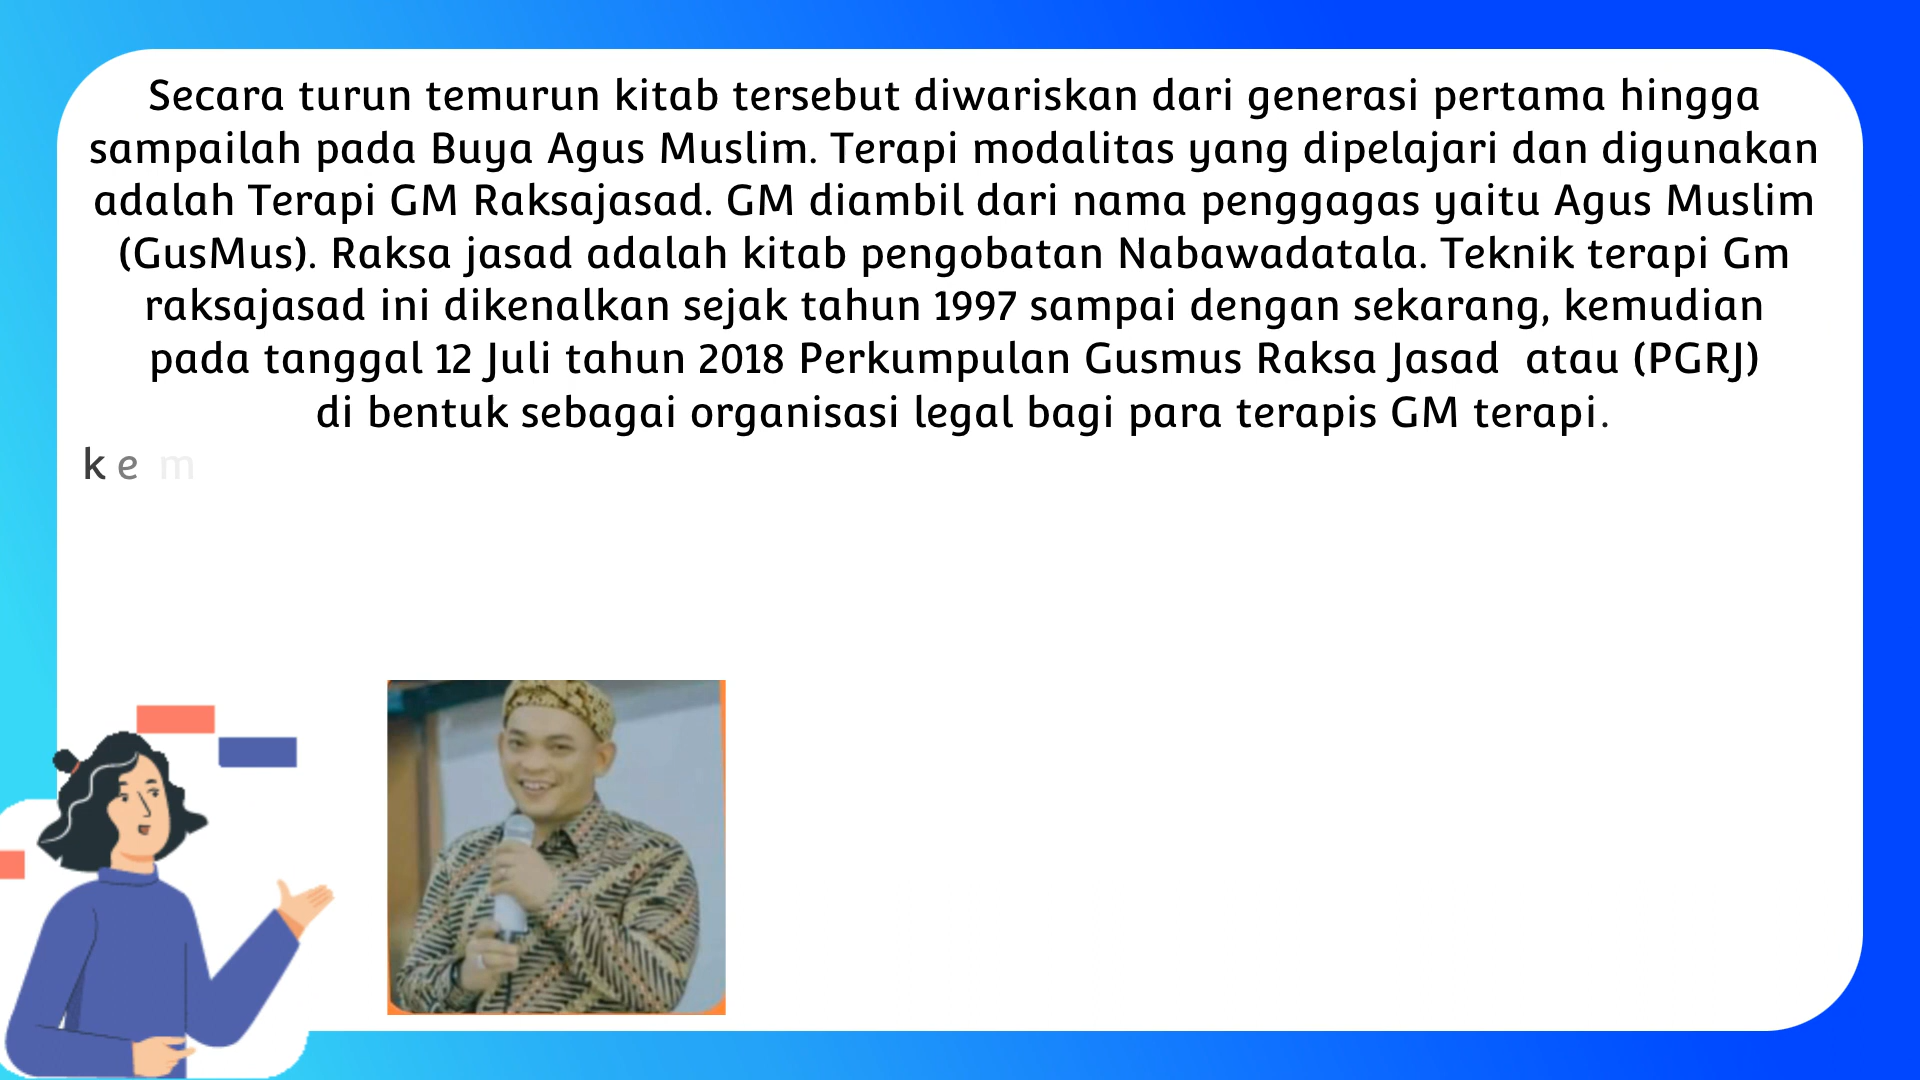 Secara turun temurun kitab tersebut diwariskan dari generasi pertama hingga
sampailah pada Buya Agus Muslim. Terapi modalitas yang dipelajari dan digunakan
adalah Terapi GM Raksajasad. GM diambil dari nama penggagas yaitu Agus Muslim
(GusMus). Raksa jasad adalah kitab pengobatan Nabawadatala. Teknik terapi Gm
raksajasad ini dikenalkan sejak tahun 1997 sampai dengan sekarang, kemudian
pada tanggal 12 Juli tahun 2018 Perkumpulan Gusmus Raksa Jasad atau (PGRJ)
di bentuk sebagai organisasi legal bagi para terapis GM terapi.
k e m